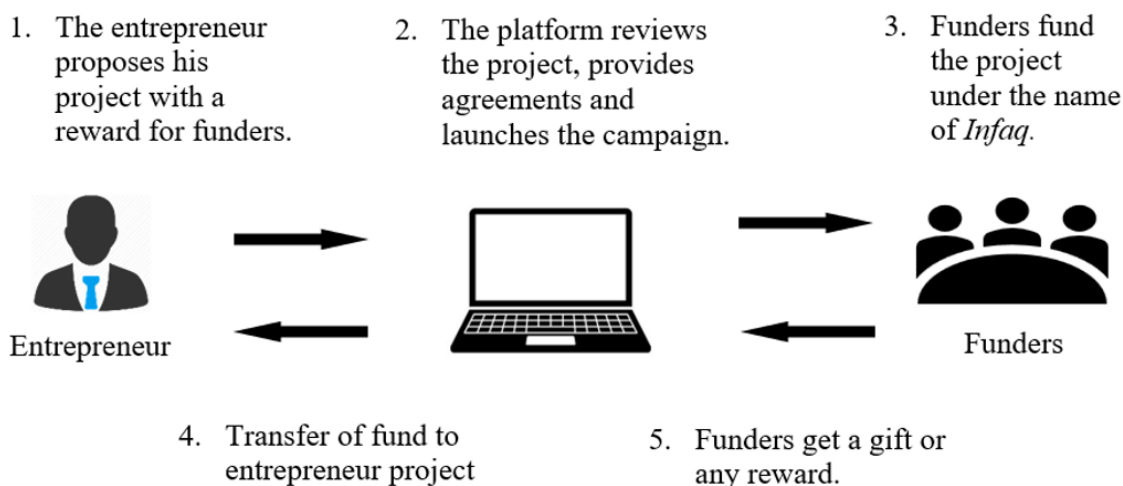 1. The entrepreneur
proposes his
project with a
reward for funders.
2. The platform reviews
the project, provides
agreements and
launches the campaign.
3. Funders fund
the project
under the name
of Infaq.
Entrepreneur
Funders
4. Transfer of fund to
entrepreneur project
5. Funders get a gift or
any reward.